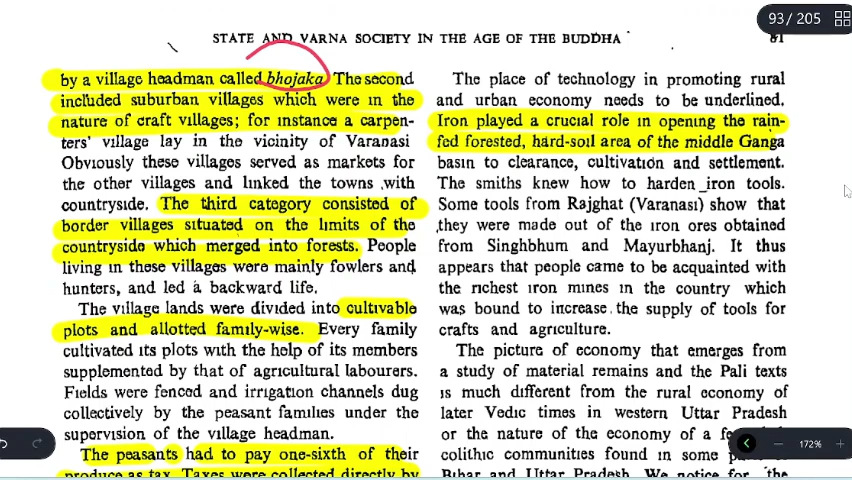 93/205
STATE AND VARNA SOCIETY IN THE AGE OF THE BUDDHA
81
by a village headman called bhojaka. The second
included suburban villages which were in the
nature of craft villages; for instance a carpen-
ters' village lay in the vicinity of Varanasi
Obviously these villages served as markets for
the other villages and linked the towns with
countryside. The third category consisted of
border villages situated on the limits of the
countryside which merged into forests. People
living in these villages were mainly fowlers and
hunters, and led a backward life.
The village lands were divided into cultivable
plots and allotted family-wise. Every family
cultivated its plots with the help of its members
supplemented by that of agricultural labourers.
Fields were fenced and irrigation channels dug
collectively by the peasant families under the
supervision of the village headman.
The peasants had to pay one-sixth of their
produce as tax. Taxes were collected directly by
The place of technology in promoting rural
and urban economy needs to be underlined.
Iron played a crucial role in opening the rain-
fed forested, hard-soil area of the middle Ganga
basin to clearance, cultivation and settlement.
The smiths knew how to harden iron tools.
Some tools from Rajghat (Varanasi) show that
they were made out of the iron ores obtained
from Singhbhum and Mayurbhanj. It thus
appears that people came to be acquainted with
the richest iron mines in the country which
was bound to increase the supply of tools for
crafts and agriculture.
The picture of economy that emerges from
a study of material remains and the Pali texts
is much different from the rural economy of
later Vedic times in western Uttar Pradesh
or the nature of the economy of a
colithic communities found in some
Bihar and Uttar Pradesh. We notice for the
172%